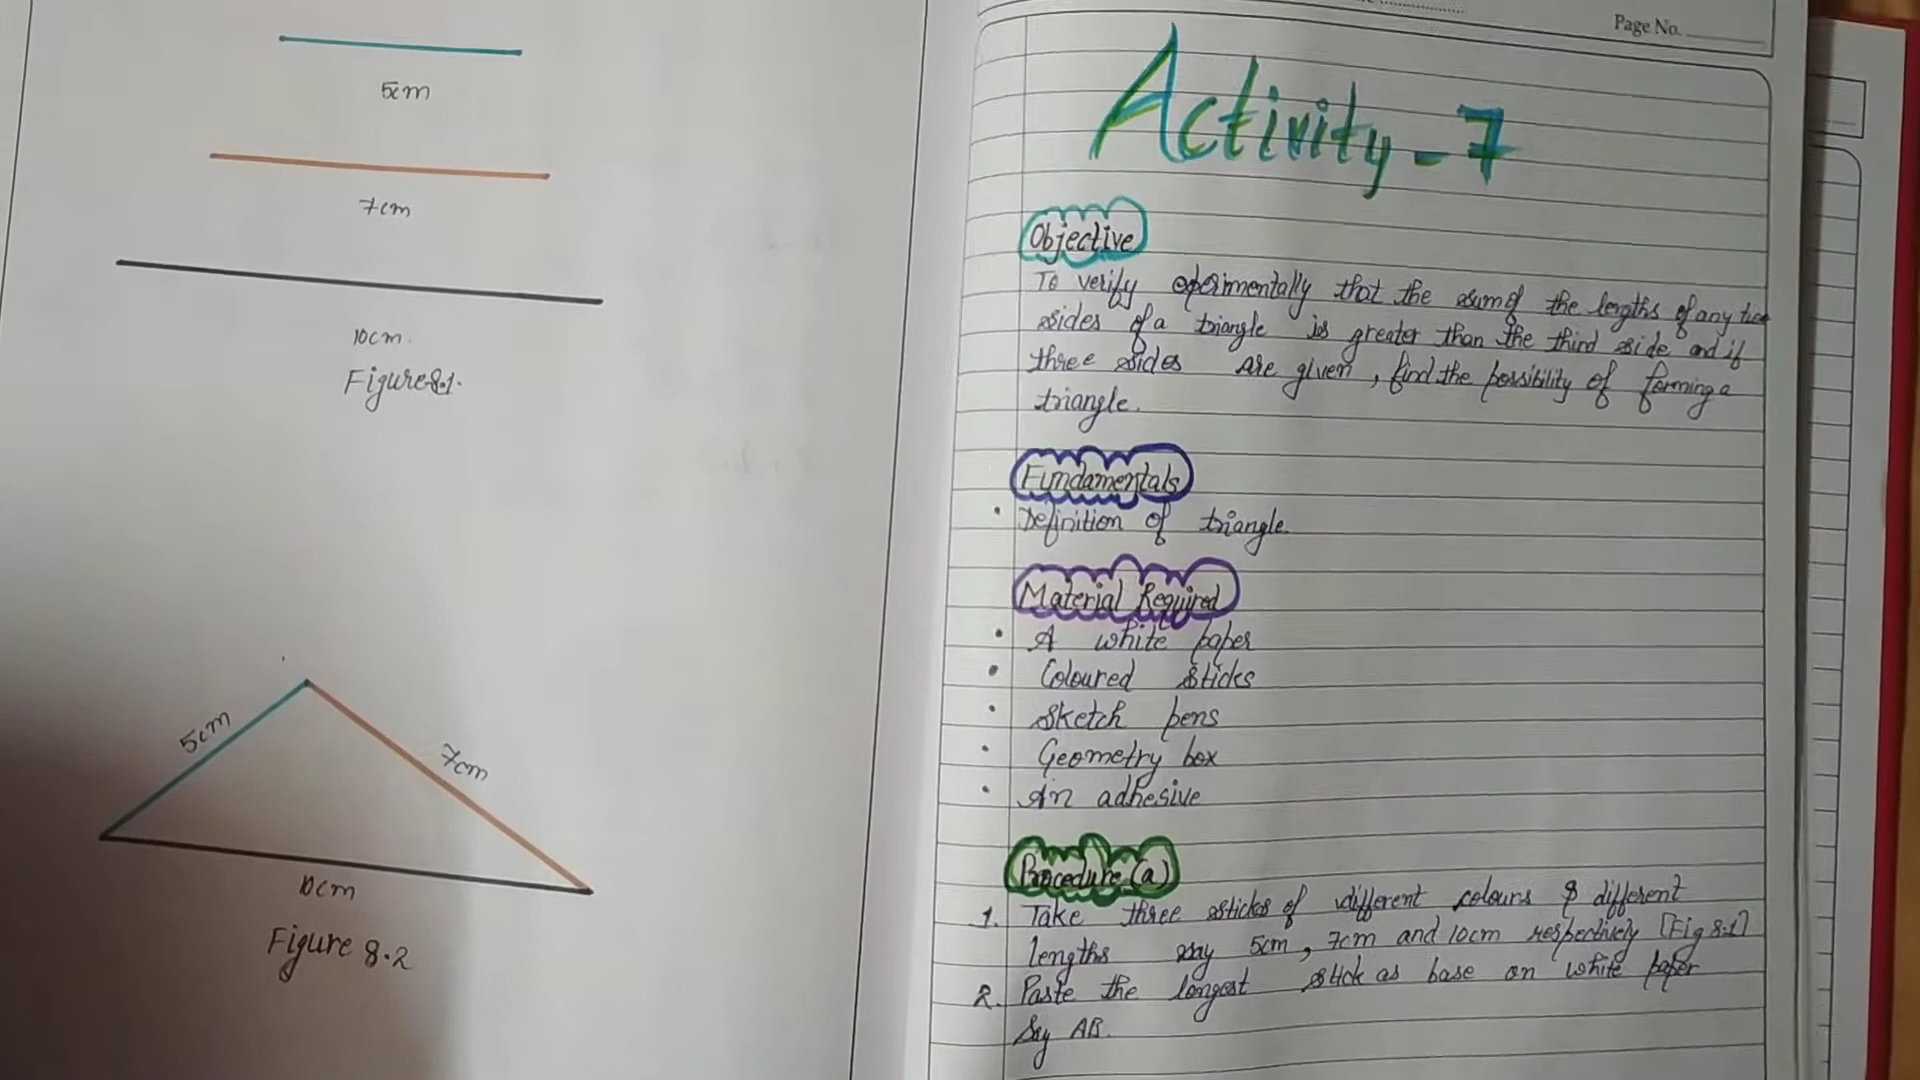 5cm
7cm
10cm.
Figure 8.1.
5cm
7cm
10cm
Figure 8.2
Page No.
Activity-7
Objective
To verify experimentally that the sum of the lengths of any two
sides of a triangle is greater than the third side and if
three sides are given, find the possibility of forming a
triangle.
Fundamentals
• Definition of triangle.
Material Required
• A white paper
• Coloured sticks
• Sketch pens
• Geometry box
• An adhesive
Procedure (a)
1. Take three sticks of different colours & different
lengths say 5cm, 7cm and 10cm respectively [Fig 8.1]
2. Paste the longest stick as base on white paper
Say AB.